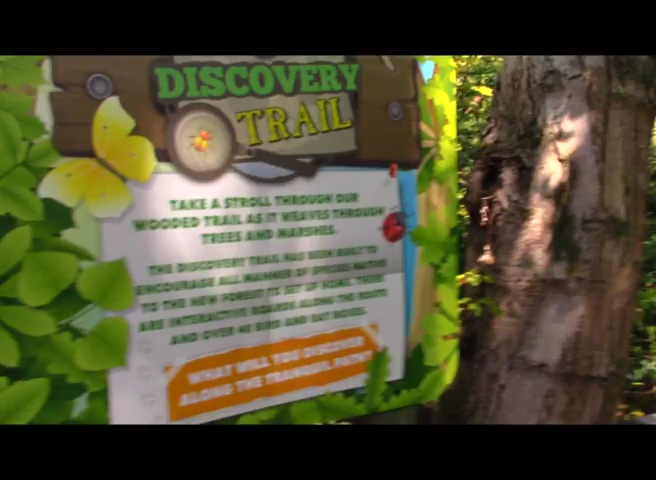 DISCOVERY
TRAIL
TAKE A STROLL THROUGH OUR
WOODED TRAIL AS IT WEAVES THROUGH
TREES AND MARSHES.
THE DISCOVERY TRAIL HAS BEEN BUILT TO
ENCOURAGE ALL MANNER OF SPECIES NATIVE
TO THE NEW FOREST TO SET UP HOME. THERE
ARE INTERACTIVE BOARDS ALONG THE ROUTE
AND OVER 40 BIRD AND BAT BOXES.
WHAT WILL YOU DISCOVER
ALONG THE TRANQUIL PATH?